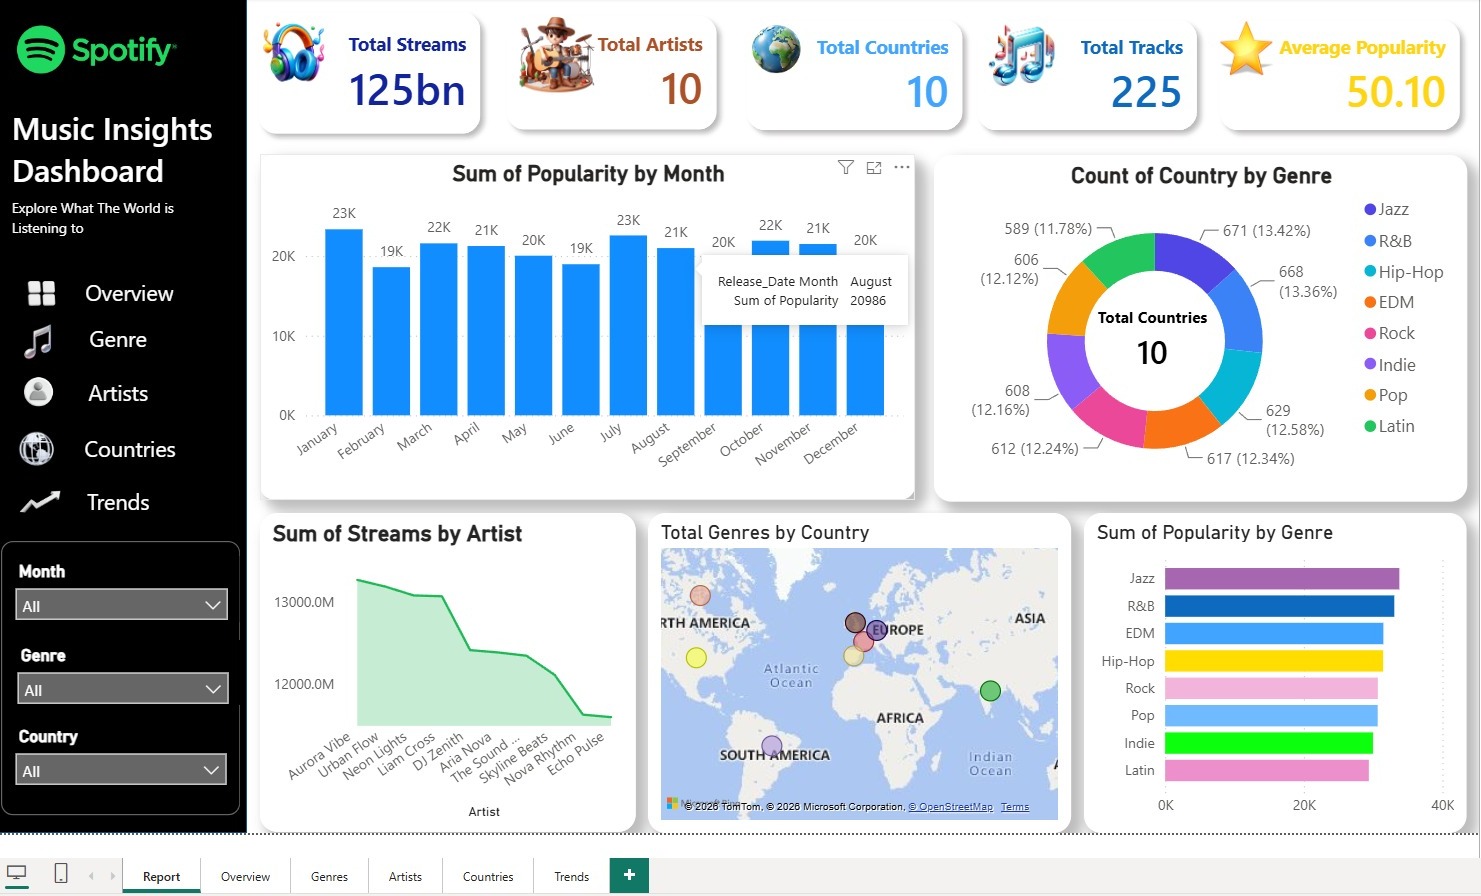 Spotify
Music Insights
Dashboard
Explore What The World is
Listening to
Overview
Genre
Artists
Countries
Trends
Month
All
Genre
All
Country
All
Total Streams
125bn
Total Artists
10
Total Countries
10
Total Tracks
225
Average Popularity
50.10
Sum of Popularity by Month
23K
19K
22K
21K
20K
19K
23K
21K
20K
22K
21K
20K
20K
10K
0K
Release_Date Month August
Sum of Popularity 20986
January
February
March
April
May
June
July
August
September
October
November
December
Count of Country by Genre
589 (11.78%)
671 (13.42%)
606
(12.12%)
668
(13.36%)
608
(12.16%)
629
(12.58%)
612 (12.24%)
617 (12.34%)
Total Countries
10
Jazz
R&B
Hip-Hop
EDM
Rock
Indie
Pop
Latin
Sum of Streams by Artist
13000.0M
12000.0M
Aurora Vibe
Urban Flow
Neon Lights
Liam Cross
DJ Zenith
Aria Nova
The Sound ...
Skyline Beats
Nova Rhythm
Echo Pulse
Artist
Total Genres by Country
RTH AMERICA
EUROPE
ASIA
Atlantic
Ocean
AFRICA
SOUTH AMERICA
Indian
Ocean
© 2026 TomTom, © 2026 Microsoft Corporation, © OpenStreetMap Terms
Sum of Popularity by Genre
Jazz
R&B
EDM
Hip-Hop
Rock
Pop
Indie
Latin
0K
20K
40K
Report
Overview
Genres
Artists
Countries
Trends
+